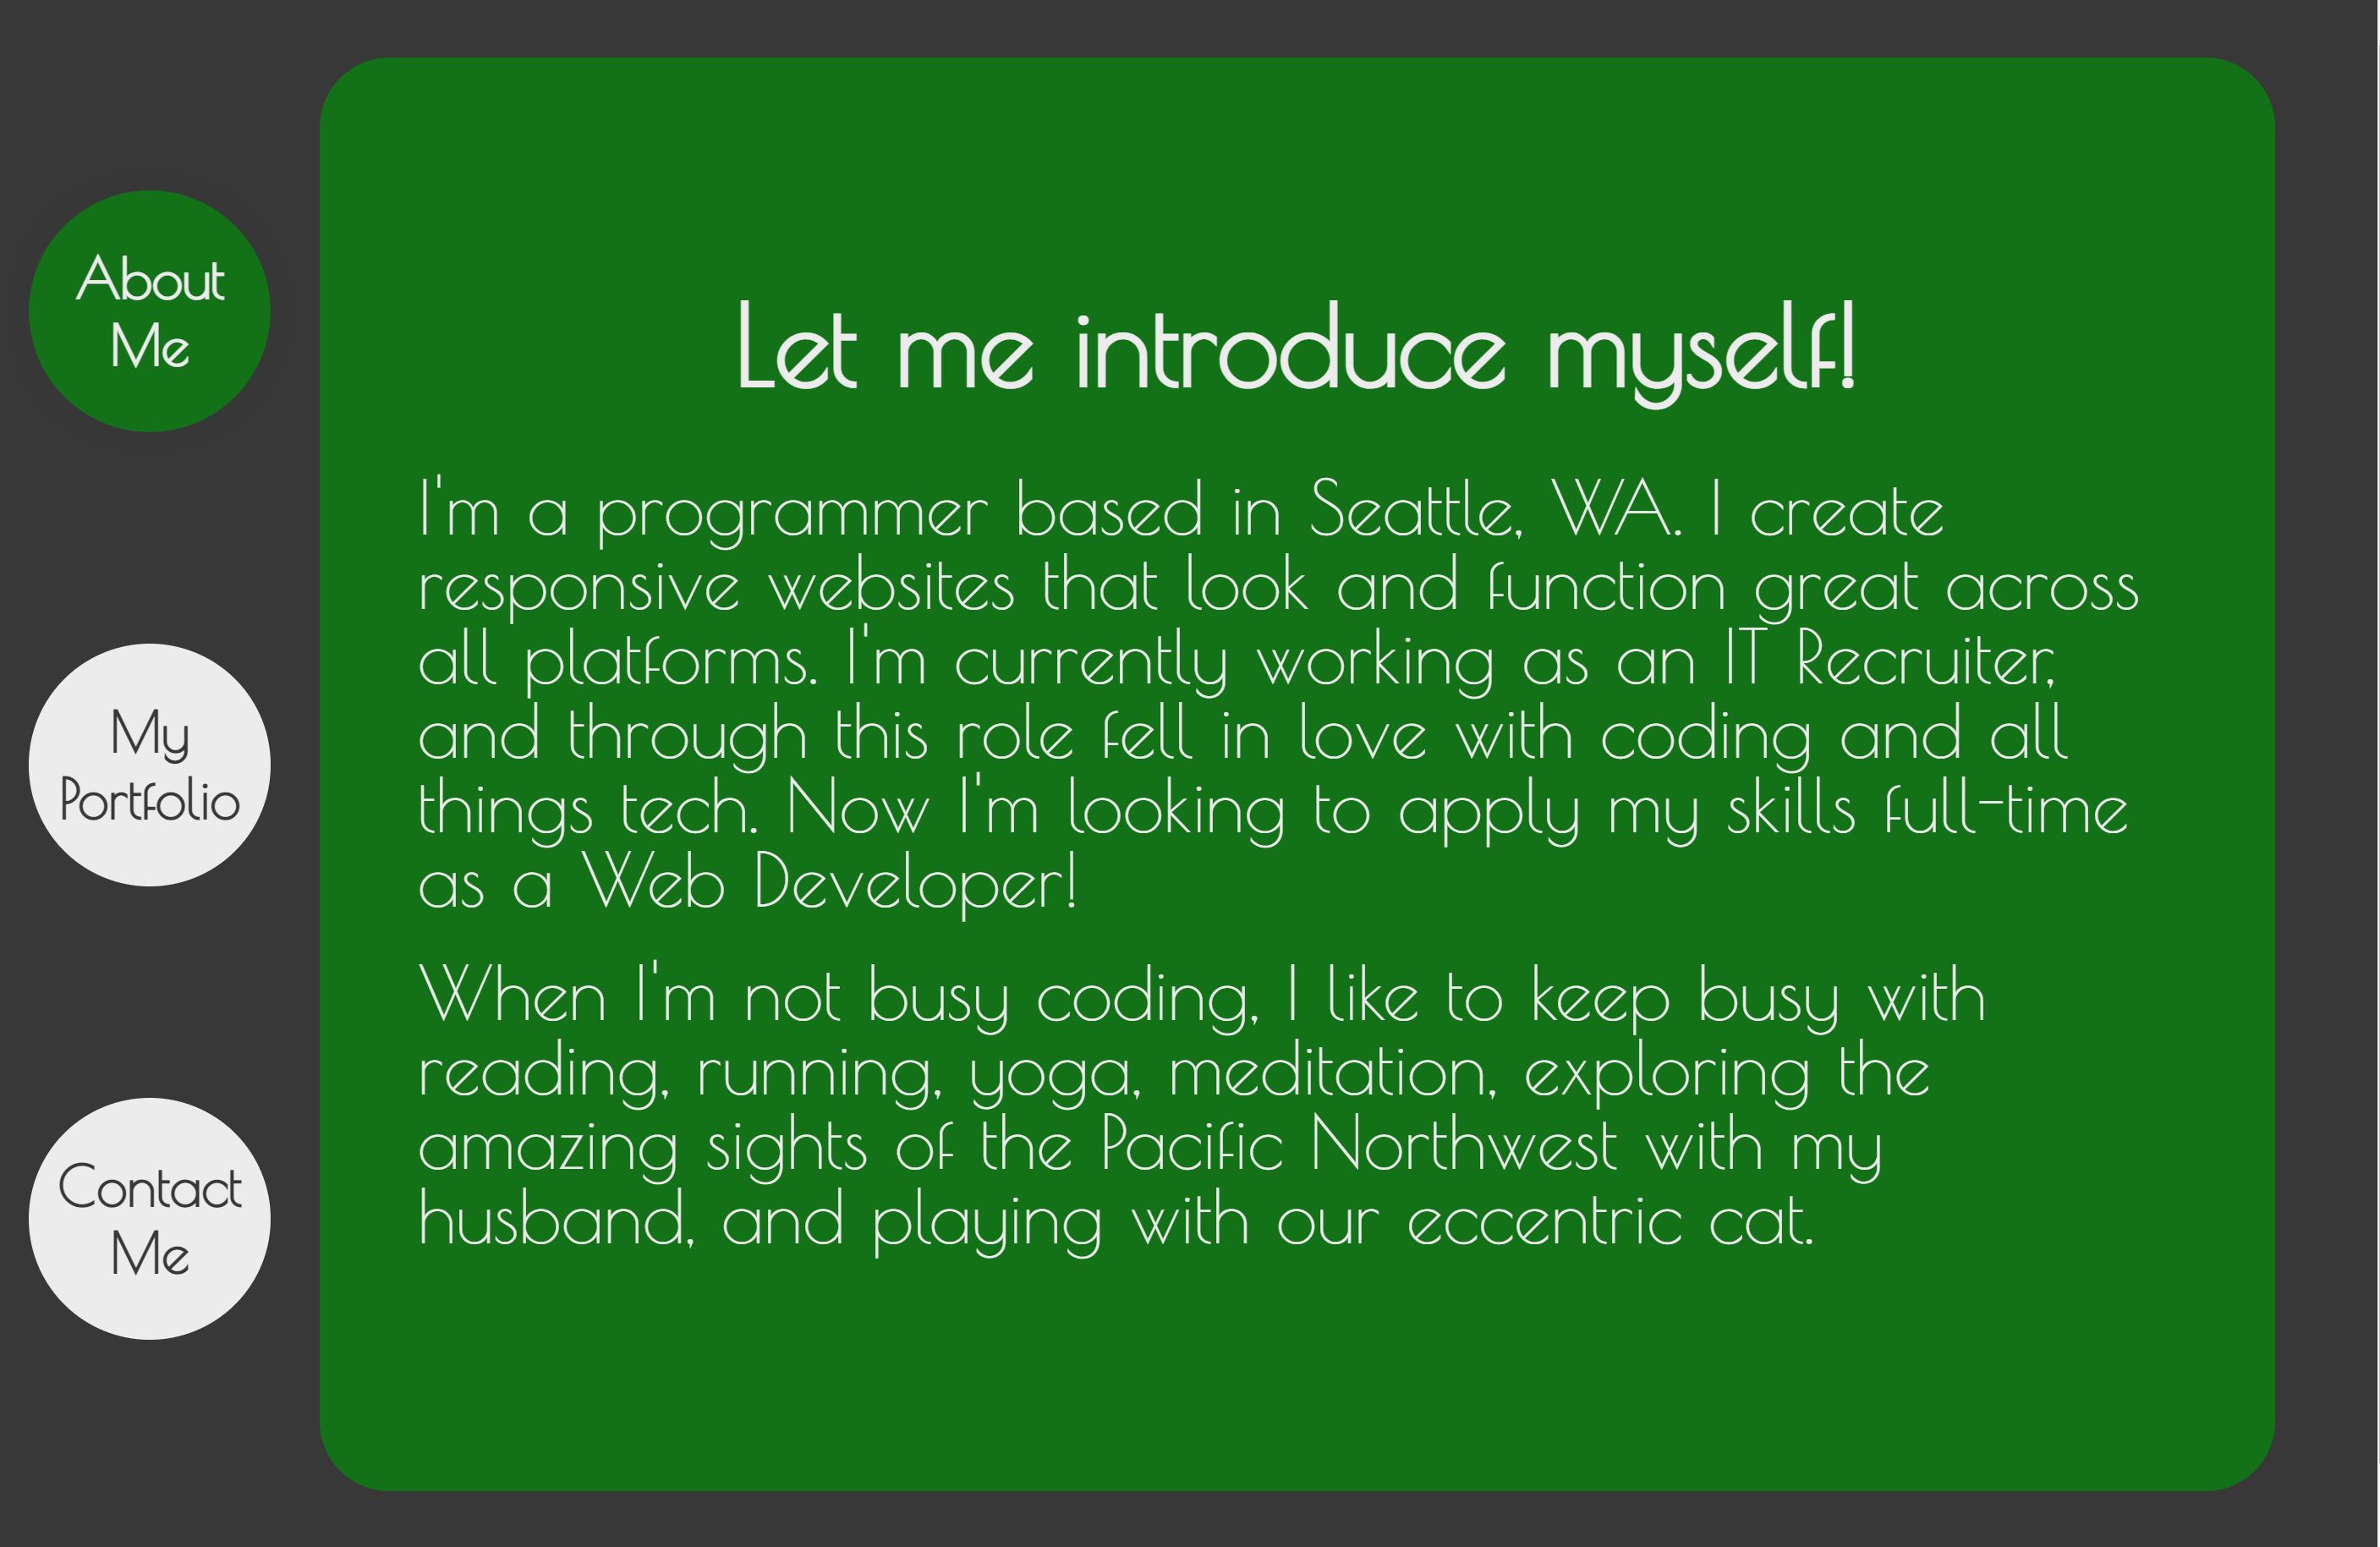 About
Me
My
Portfolio
Contact
Me
Let me introduce myself!
I'm a programmer based in Seattle, WA. I create
responsive websites that look and function great across
all platforms. I'm currently working as an IT Recruiter,
and through this role fell in love with coding and all
things tech. Now I'm looking to apply my skills full-time
as a Web Developer!
When I'm not busy coding, I like to keep busy with
reading, running, yoga, meditation, exploring the
amazing sights of the Pacific Northwest with my
husband, and playing with our eccentric cat.